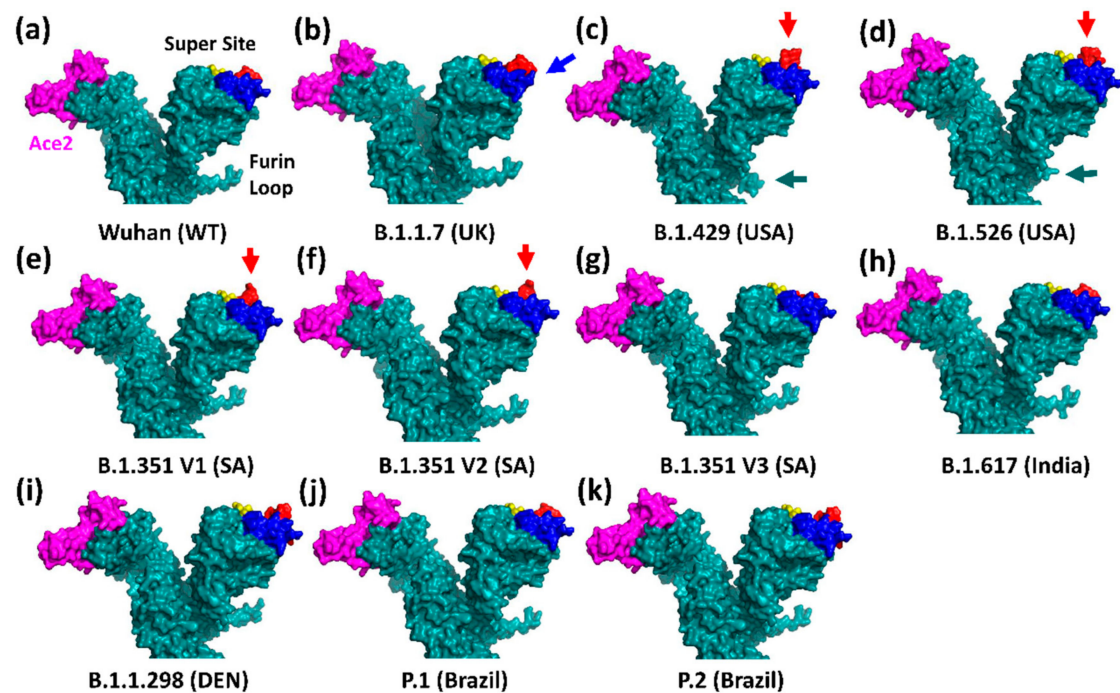 (a)
(b)
(c)
(d)
Super Site
Ace2
Furin
Loop
Wuhan (WT)
B.1.1.7 (UK)
B.1.429 (USA)
B.1.526 (USA)
(e)
(f)
(g)
(h)
B.1.351 V1 (SA)
B.1.351 V2 (SA)
B.1.351 V3 (SA)
B.1.617 (India)
(i)
(j)
(k)
B.1.1.298 (DEN)
P.1 (Brazil)
P.2 (Brazil)